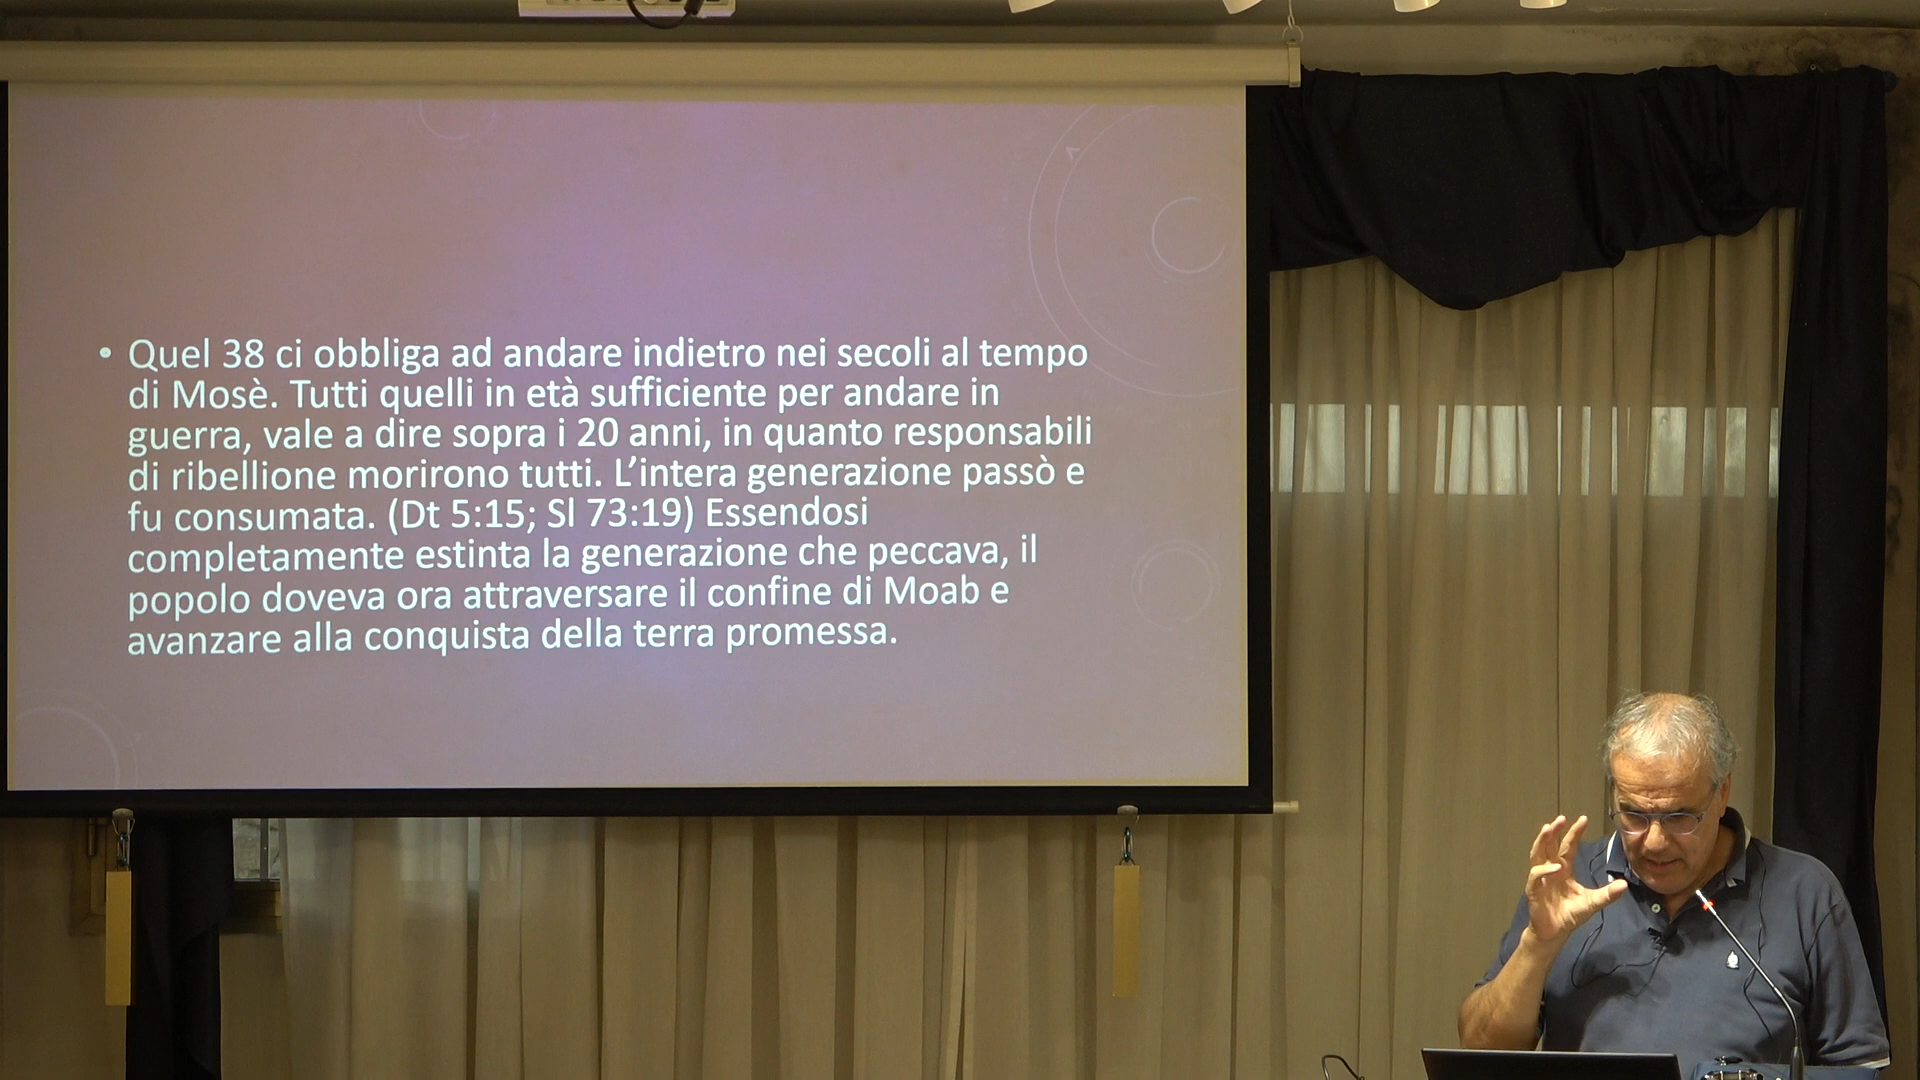 • Quel 38 ci obbliga ad andare indietro nei secoli al tempo
di Mosè. Tutti quelli in età sufficiente per andare in
guerra, vale a dire sopra i 20 anni, in quanto responsabili
di ribellione morirono tutti. L'intera generazione passò e
fu consumata. (Dt 5:15; Sl 73:19) Essendosi
completamente estinta la generazione che peccava, il
popolo doveva ora attraversare il confine di Moab e
avanzare alla conquista della terra promessa.